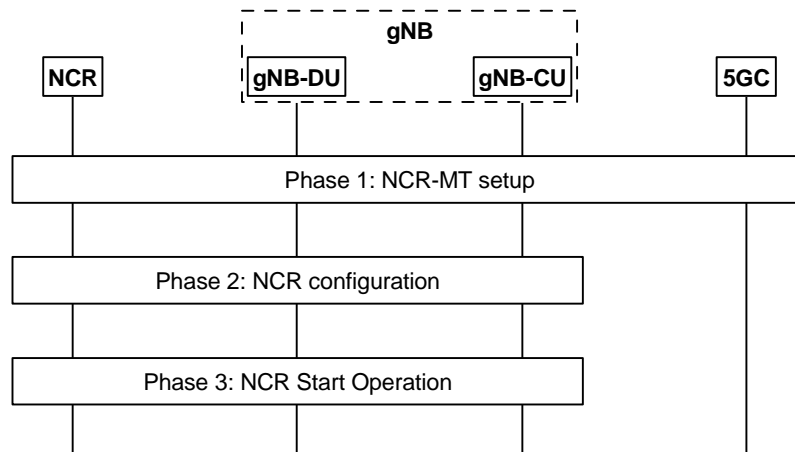 gNB
NCR
gNB-DU
gNB-CU
5GC
Phase 1: NCR-MT setup
Phase 2: NCR configuration
Phase 3: NCR Start Operation